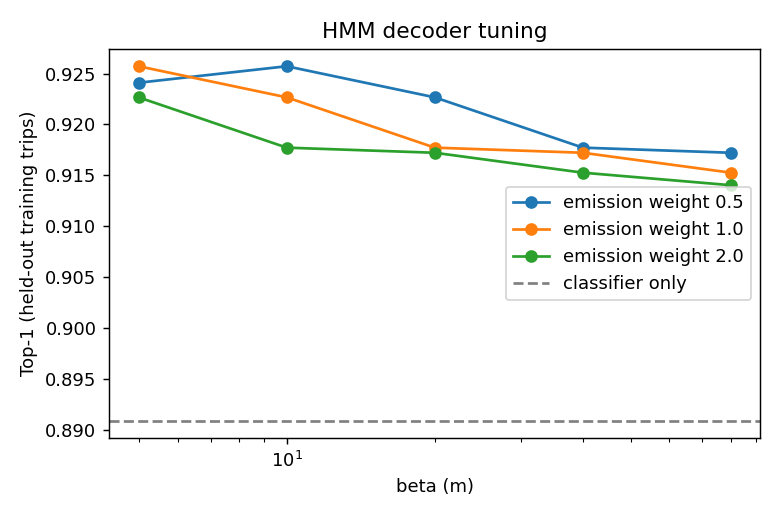 HMM decoder tuning
Top-1 (held-out training trips)
0.925
0.920
0.915
0.910
0.905
0.900
0.895
0.890
emission weight 0.5
emission weight 1.0
emission weight 2.0
classifier only
10¹
beta (m)